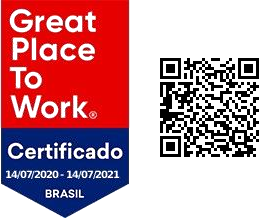 Great
Place
To
Work®
Certificado
14/07/2020 - 14/07/2021
BRASIL